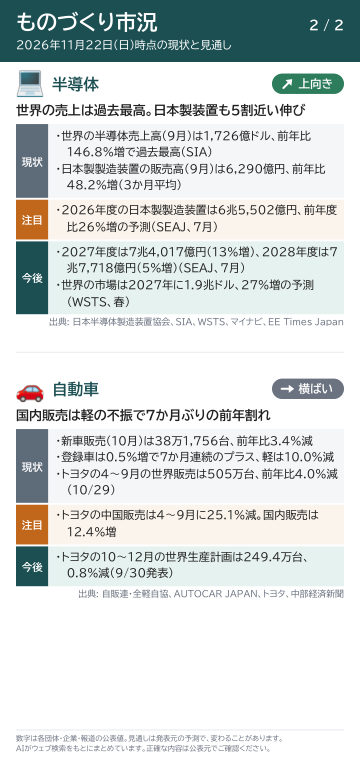 ものづくり市況
2 / 2
2026年11月22日(日)時点の現状と見通し
半導体
上向き
世界の売上は過去最高。日本製装置も5割近い伸び
現状
・世界の半導体売上高(9月)は1,726億ドル、前年比
146.8%増で過去最高(SIA)
・日本製製造装置の販売高(9月)は6,290億円、前年比
48.2%増(3か月平均)
注目
・2026年度の日本製製造装置は6兆5,502億円、前年度
比26%増の予測(SEAJ、7月)
今後
・2027年度は7兆4,017億円(13%増)、2028年度は7
兆7,718億円(5%増)(SEAJ、7月)
・世界の市場は2027年に1.9兆ドル、27%増の予測
(WSTS、春)
出典: 日本半導体製造装置協会、SIA、WSTS、マイナビ、EE Times Japan
自動車
横ばい
国内販売は軽の不振で7か月ぶりの前年割れ
現状
・新車販売(10月)は38万1,756台、前年比3.4%減
・登録車は0.5%増で7か月連続のプラス、軽は10.0%減
・トヨタの4〜9月の世界販売は505万台、前年比4.0%減
(10/29)
注目
・トヨタの中国販売は4〜9月に25.1%減。国内販売は
12.4%増
今後
・トヨタの10〜12月の世界生産計画は249.4万台、
0.8%減(9/30発表)
出典: 自販連・全軽自協、AUTOCAR JAPAN、トヨタ、中部経済新聞
数字は各団体・企業・報道の公表値。見通しは発表元の予測で、変わることがあります。
AIがウェブ検索をもとにまとめています。正確な内容は公表元でご確認ください。